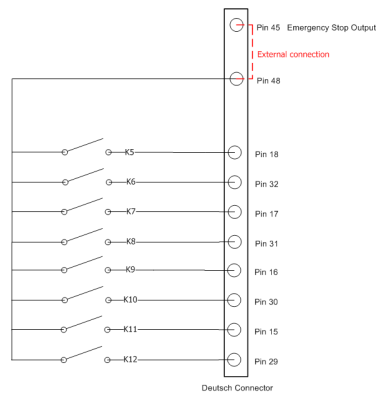 Pin 45 Emergency Stop Output
External connection
Pin 48
K5 Pin 18
K6 Pin 32
K7 Pin 17
K8 Pin 31
K9 Pin 16
K10 Pin 30
K11 Pin 15
K12 Pin 29
Deutsch Connector